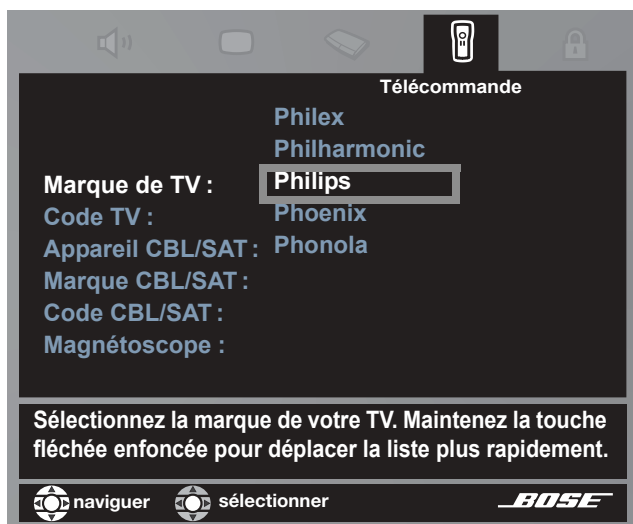 Télécommande
Philex
Philharmonic
Marque de TV : Philips
Code TV : Phoenix
Appareil CBL/SAT : Phonola
Marque CBL/SAT :
Code CBL/SAT :
Magnétoscope :
Sélectionnez la marque de votre TV. Maintenez la touche
fléchée enfoncée pour déplacer la liste plus rapidement.
naviguer sélectionner BOSE